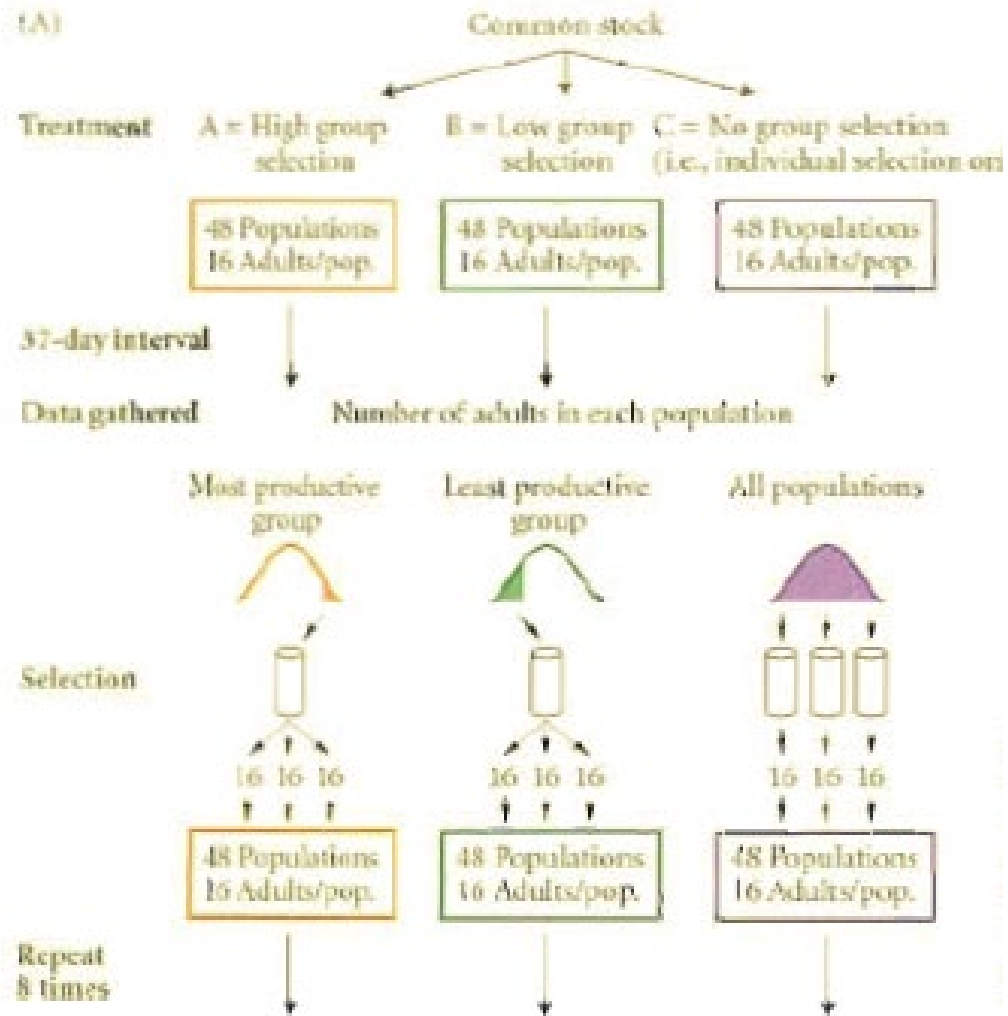 (A)
Common stock
Treatment
A = High group
selection
B = Low group
selection
C = No group selection
(i.e., individual selection
48 Populations
16 Adults/pop.
48 Populations
16 Adults/pop.
48 Populations
16 Adults/pop.
37-day interval
Data gathered
Number of adults in each population
Most productive
group
Least productive
group
All populations
Selection
16 16 16
16 16 16
16 16 16
48 Populations
16 Adults/pop.
48 Populations
16 Adults/pop.
48 Populations
16 Adults/pop.
Repeat
8 times